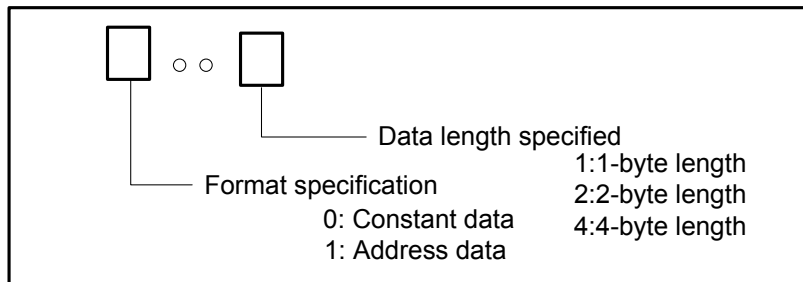 Data length specified
1:1-byte length
Format specification
2:2-byte length
0: Constant data
4:4-byte length
1: Address data